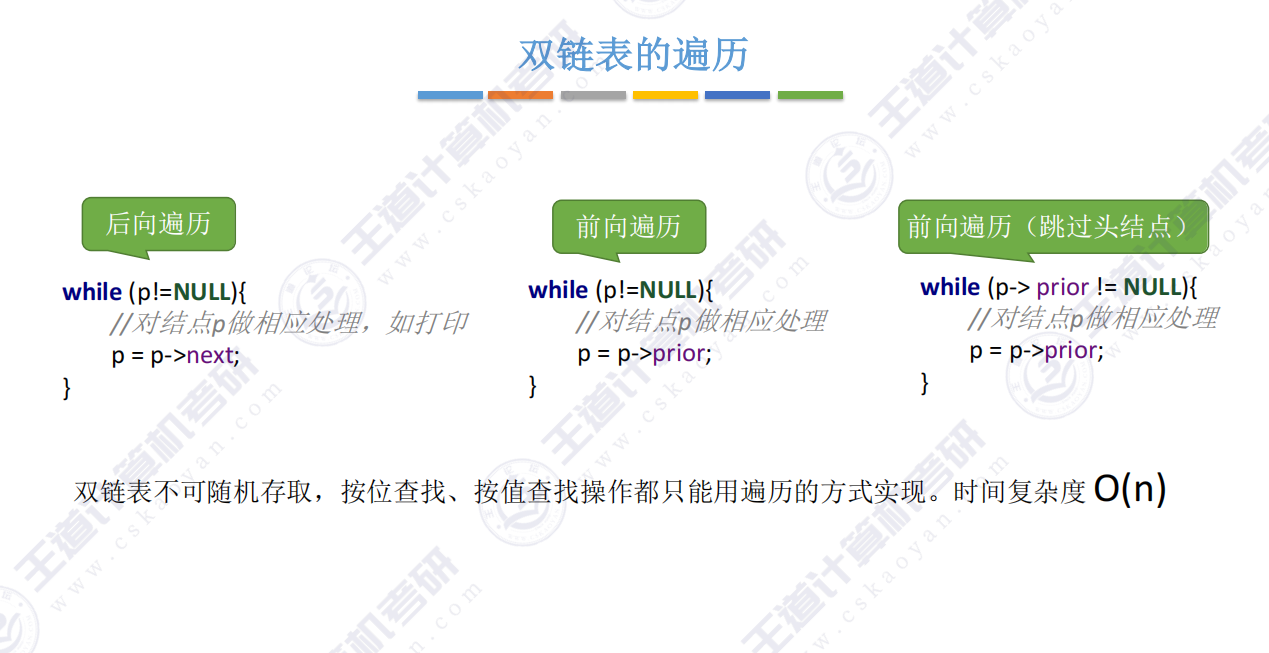 双链表的遍历
后向遍历
while (p!=NULL){
//对结点p做相应处理，如打印
p = p->next;
}
前向遍历
while (p!=NULL){
//对结点p做相应处理
p = p->prior;
}
前向遍历（跳过头结点）
while (p-> prior != NULL){
//对结点p做相应处理
p = p->prior;
}
双链表不可随机存取，按位查找、按值查找操作都只能用遍历的方式实现。时间复杂度 O(n)
王道计算机考研
www.cskaoyan.com